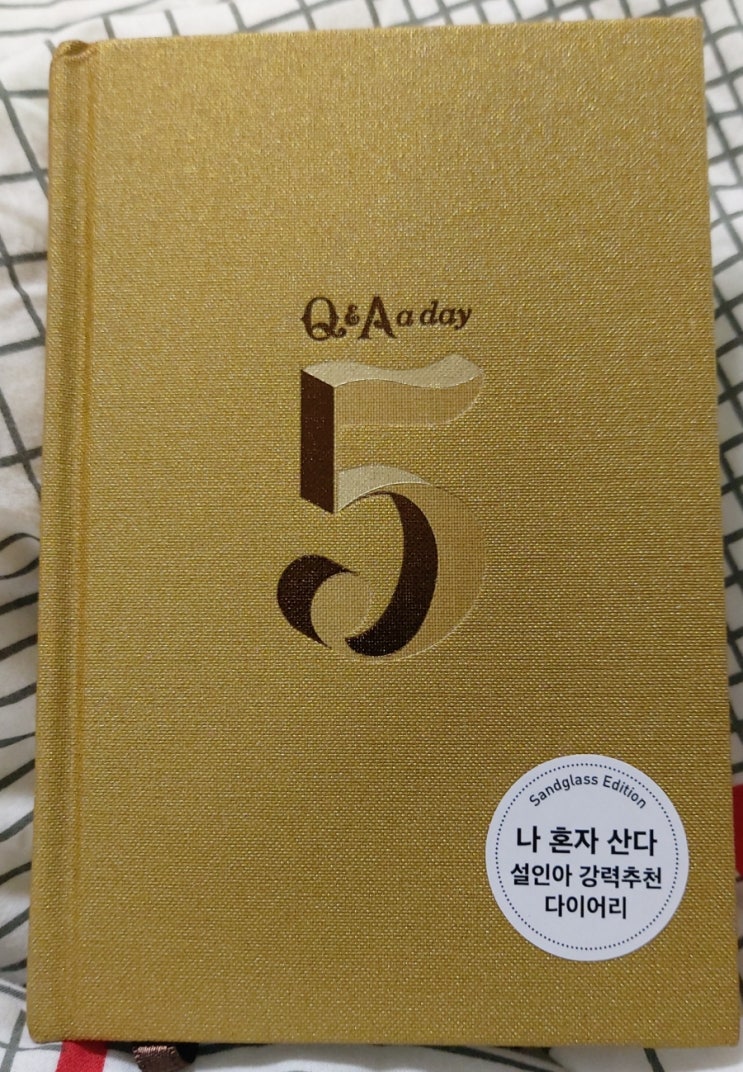 Q&A a day
5
Sandglass Edition
나 혼자 산다
설인아 강력추천
다이어리